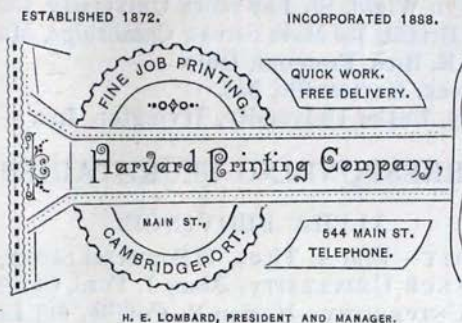 ESTABLISHED 1872. INCORPORATED 1888.
FINE JOB PRINTING
QUICK WORK.
FREE DELIVERY.
Harvard Printing Company,
MAIN ST.,
CAMBRIDGEPORT.
544 MAIN ST.
TELEPHONE.
H. E. LOMBARD, PRESIDENT AND MANAGER.